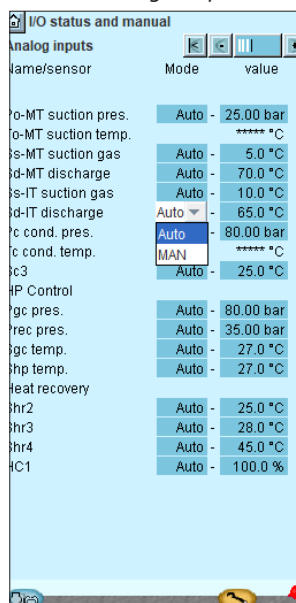 I/O status and manual
Analog inputs
Name/sensor Mode value
Po-MT suction pres. Auto - 25.00 bar
To-MT suction temp. ***** °C
Ss-MT suction gas Auto - 5.0 °C
Sd-MT discharge Auto - 70.0 °C
Ss-IT suction gas Auto - 10.0 °C
Sd-IT discharge Auto - 65.0 °C
Pc cond. pres. Auto - 80.00 bar
Tc cond. temp. MAN ***** °C
Sc3 Auto - 25.0 °C
HP Control
Pgc pres. Auto - 80.00 bar
Prec pres. Auto - 35.00 bar
Sgc temp. Auto - 27.0 °C
Shp temp. Auto - 27.0 °C
Heat recovery
Shr2 Auto - 25.0 °C
Shr3 Auto - 28.0 °C
Shr4 Auto - 45.0 °C
HC1 Auto - 100.0 %